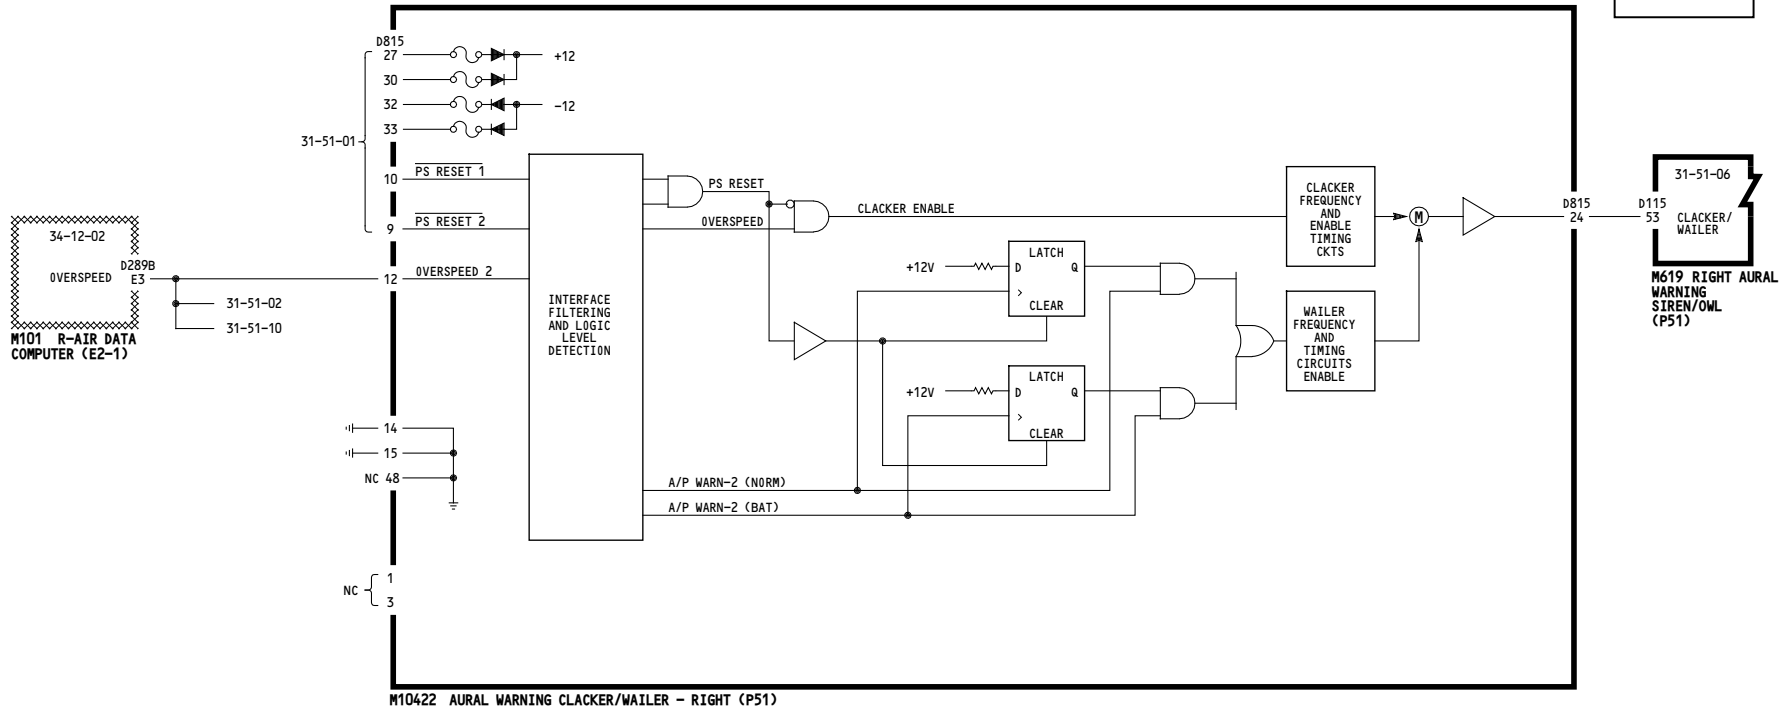 D815
27
30
32
33
+12
-12
31-51-01
10
PS RESET 1
9
PS RESET 2
34-12-02
OVERSPEED
D289B
E3
31-51-02
31-51-10
M101 R-AIR DATA
COMPUTER (E2-1)
12
OVERSPEED 2
INTERFACE
FILTERING
AND LOGIC
LEVEL
DETECTION
PS RESET
OVERSPEED
CLACKER ENABLE
+12V
LATCH
D
Q
>
CLEAR
+12V
LATCH
D
Q
>
CLEAR
A/P WARN-2 (NORM)
A/P WARN-2 (BAT)
CLACKER
FREQUENCY
AND
ENABLE
TIMING
CKTS
WAILER
FREQUENCY
AND
TIMING
CIRCUITS
ENABLE
M
D815
24
D115
53
31-51-06
CLACKER/
WAILER
M619 RIGHT AURAL
WARNING
SIREN/OWL
(P51)
14
15
NC 48
NC
1
3
M10422 AURAL WARNING CLACKER/WAILER - RIGHT (P51)